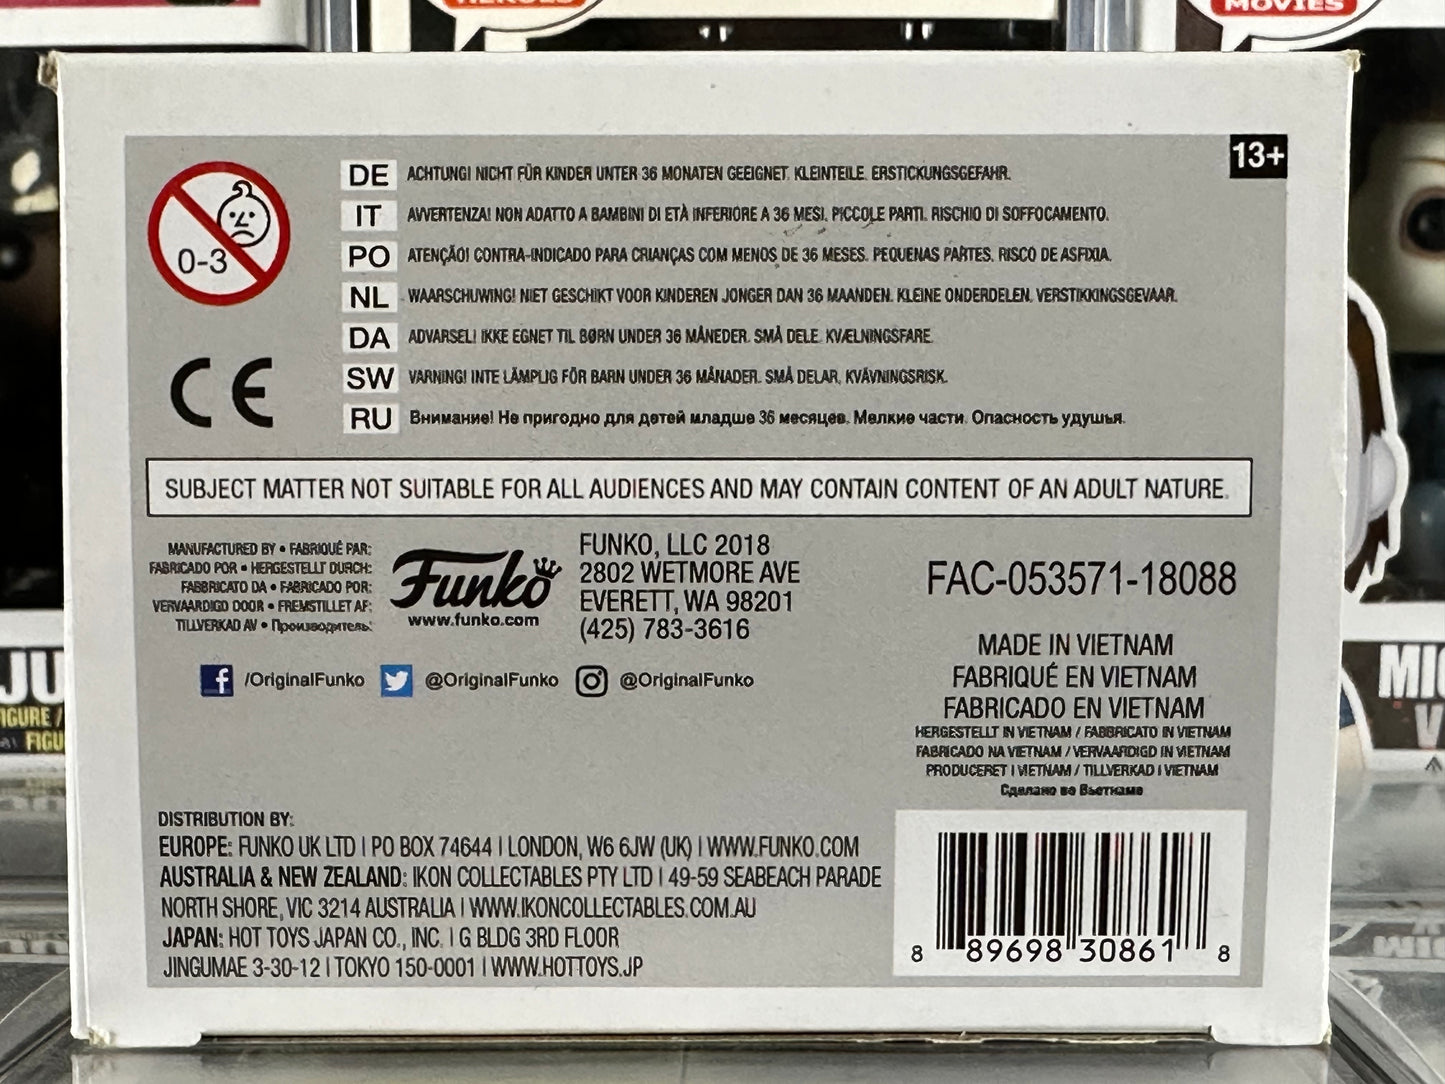 HEROES
MOVIES
13+
0-3
DE ACHTUNG! NICHT FÜR KINDER UNTER 36 MONATEN GEEIGNET. KLEINTEILE. ERSTICKUNGSGEFAHR.
IT AVVERTENZA! NON ADATTO A BAMBINI DI ETÀ INFERIORE A 36 MESI. PICCOLE PARTI. RISCHIO DI SOFFOCAMENTO.
PO ATENÇÃO! CONTRA-INDICADO PARA CRIANÇAS COM MENOS DE 36 MESES. PEQUENAS PARTES. RISCO DE ASFIXIA.
NL WAARSCHUWING! NIET GESCHIKT VOOR KINDEREN JONGER DAN 36 MAANDEN. KLEINE ONDERDELEN. VERSTIKKINGSGEVAAR.
DA ADVARSEL! IKKE EGNET TIL BØRN UNDER 36 MÅNEDER. SMÅ DELE. KVÆLNINGSFARE.
SW VARNING! INTE LÄMPLIG FÖR BARN UNDER 36 MÅNADER. SMÅ DELAR, KVÄVNINGSRISK.
RU Внимание! Не пригодно для детей младше 36 месяцев. Мелкие части. Опасность удушья.
CE
SUBJECT MATTER NOT SUITABLE FOR ALL AUDIENCES AND MAY CONTAIN CONTENT OF AN ADULT NATURE.
MANUFACTURED BY • FABRIQUÉ PAR:
FABRICADO POR • HERGESTELLT DURCH:
FABBRICATO DA • FABRICADO POR:
VERVAARDIGD DOOR • FREMSTILLET AF:
TILLVERKAD AV • Производитель:
Funko
www.funko.com
FUNKO, LLC 2018
2802 WETMORE AVE
EVERETT, WA 98201
(425) 783-3616
/OriginalFunko @OriginalFunko @OriginalFunko
FAC-053571-18088
MADE IN VIETNAM
FABRIQUÉ EN VIETNAM
FABRICADO EN VIETNAM
HERGESTELLT IN VIETNAM / FABBRICATO IN VIETNAM
FABRICADO NA VIETNAM / VERVAARDIGD IN VIETNAM
PRODUCERET I VIETNAM / TILLVERKAD I VIETNAM
Сделано во Вьетнаме
DISTRIBUTION BY:
EUROPE: FUNKO UK LTD | PO BOX 74644 | LONDON, W6 6JW (UK) | WWW.FUNKO.COM
AUSTRALIA & NEW ZEALAND: IKON COLLECTABLES PTY LTD | 49-59 SEABEACH PARADE
NORTH SHORE, VIC 3214 AUSTRALIA | WWW.IKONCOLLECTABLES.COM.AU
JAPAN: HOT TOYS JAPAN CO., INC. | G BLDG 3RD FLOOR
JINGUMAE 3-30-12 | TOKYO 150-0001 | WWW.HOTTOYS.JP
8 89698 30861 8
JU
FIGURE /
FIGU
MIC
V